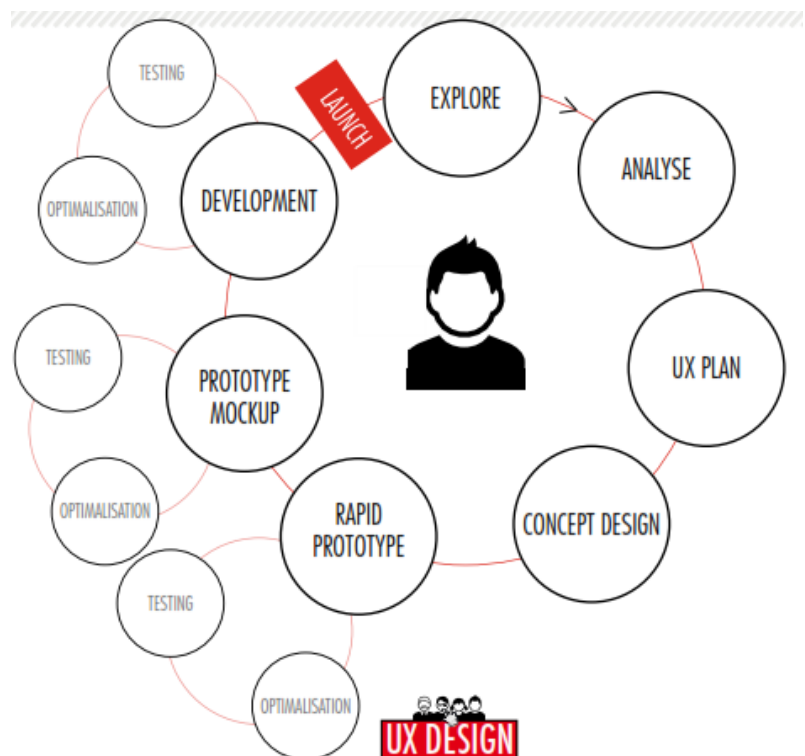 EXPLORE
ANALYSE
UX PLAN
CONCEPT DESIGN
RAPID
PROTOTYPE
TESTING
OPTIMALISATION
PROTOTYPE
MOCKUP
TESTING
OPTIMALISATION
DEVELOPMENT
TESTING
OPTIMALISATION
LAUNCH
UX DESIGN